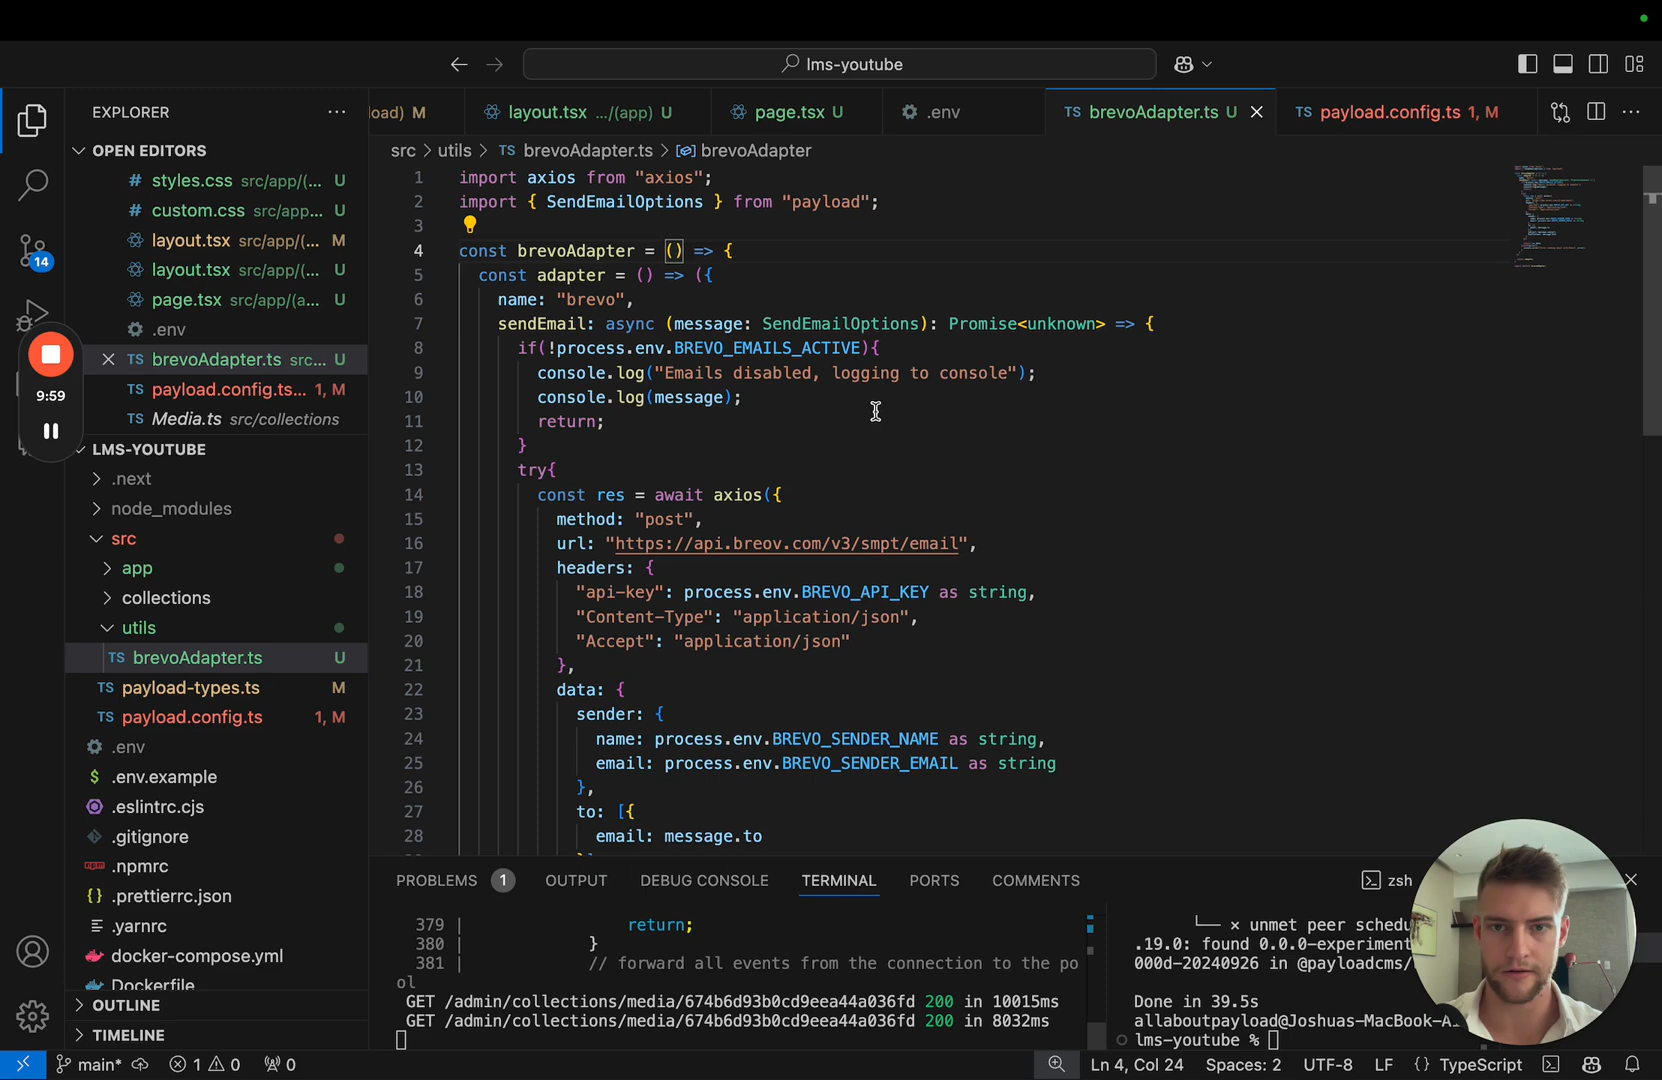 lms-youtube
EXPLORER
load) M
layout.tsx .../(app) U
page.tsx U
.env
TS brevoAdapter.ts U
TS payload.config.ts 1, M
OPEN EDITORS
# styles.css src/app/(... U
# custom.css src/app/(... U
layout.tsx src/app/(... M
layout.tsx src/app/(... U
page.tsx src/app/(a... U
.env
TS brevoAdapter.ts src... U
TS payload.config.ts... 1, M
TS Media.ts src/collections
14
9:59
LMS-YOUTUBE
.next
node_modules
src
app
collections
utils
TS brevoAdapter.ts U
TS payload-types.ts M
TS payload.config.ts 1, M
.env
$ .env.example
.eslintrc.cjs
.gitignore
.npmrc
{} .prettierrc.json
.yarnrc
docker-compose.yml
Dockerfile
OUTLINE
TIMELINE
src > utils > TS brevoAdapter.ts > brevoAdapter
1 import axios from "axios";
2 import { SendEmailOptions } from "payload";
3
4 const brevoAdapter = () => {
5 const adapter = () => ({
6 name: "brevo",
7 sendEmail: async (message: SendEmailOptions): Promise<unknown> => {
8 if(!process.env.BREVO_EMAILS_ACTIVE){
9 console.log("Emails disabled, logging to console");
10 console.log(message);
11 return;
12 }
13 try{
14 const res = await axios({
15 method: "post",
16 url: "https://api.breov.com/v3/smpt/email",
17 headers: {
18 "api-key": process.env.BREVO_API_KEY as string,
19 "Content-Type": "application/json",
20 "Accept": "application/json"
21 },
22 data: {
23 sender: {
24 name: process.env.BREVO_SENDER_NAME as string,
25 email: process.env.BREVO_SENDER_EMAIL as string
26 },
27 to: [{
28 email: message.to
PROBLEMS 1 OUTPUT DEBUG CONSOLE TERMINAL PORTS COMMENTS
zsh
379 | return;
380 | }
381 | // forward all events from the connection to the po
ol
GET /admin/collections/media/674b6d93b0cd9eea44a036fd 200 in 10015ms
GET /admin/collections/media/674b6d93b0cd9eea44a036fd 200 in 8032ms
└── ✕ unmet peer schedu
.19.0: found 0.0.0-experiment
000d-20240926 in @payloadcms/
Done in 39.5s
allaboutpayload@Joshuas-MacBook-A
lms-youtube %
main* 1 0 0
Ln 4, Col 24 Spaces: 2 UTF-8 LF {} TypeScript